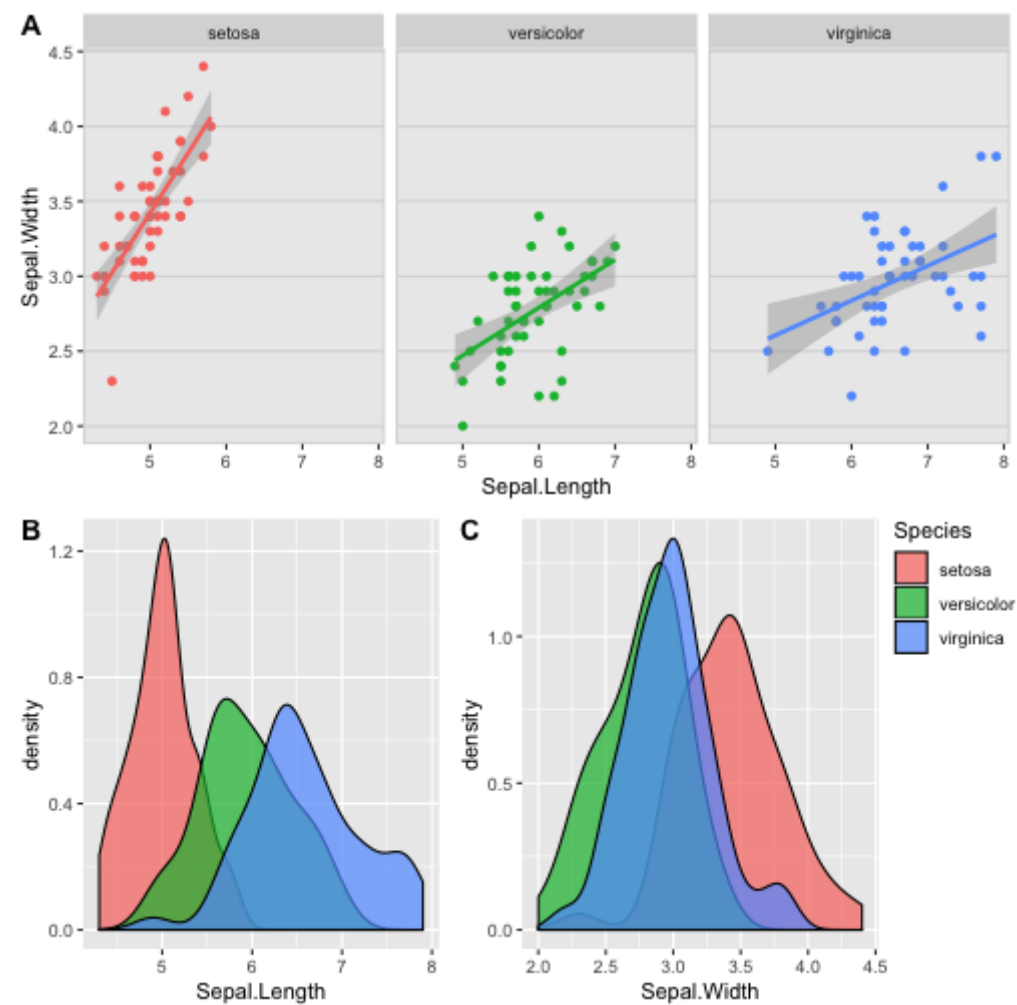 A
setosa versicolor virginica
4.5
4.0
3.5
3.0
2.5
2.0
Sepal.Width
5 6 7 8 5 6 7 8 5 6 7 8
Sepal.Length
B
1.2
0.8
0.4
0.0
density
5 6 7 8
Sepal.Length
C
1.0
0.5
0.0
density
2.0 2.5 3.0 3.5 4.0 4.5
Sepal.Width
Species
setosa
versicolor
virginica